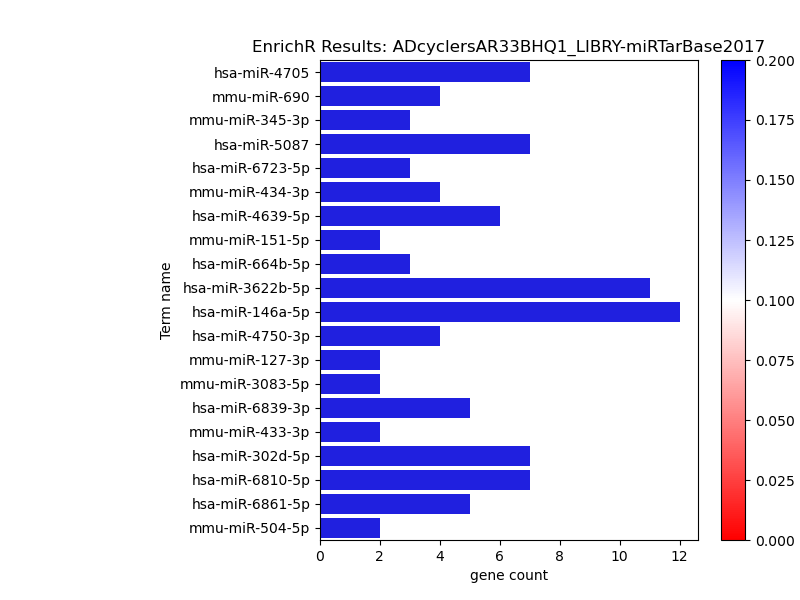 EnrichR Results: ADcyclersAR33BHQ1_LIBRY-miRTarBase2017
Term name
hsa-miR-4705
mmu-miR-690
mmu-miR-345-3p
hsa-miR-5087
hsa-miR-6723-5p
mmu-miR-434-3p
hsa-miR-4639-5p
mmu-miR-151-5p
hsa-miR-664b-5p
hsa-miR-3622b-5p
hsa-miR-146a-5p
hsa-miR-4750-3p
mmu-miR-127-3p
mmu-miR-3083-5p
hsa-miR-6839-3p
mmu-miR-433-3p
hsa-miR-302d-5p
hsa-miR-6810-5p
hsa-miR-6861-5p
mmu-miR-504-5p
0 2 4 6 8 10 12
gene count
0.200
0.175
0.150
0.125
0.100
0.075
0.050
0.025
0.000